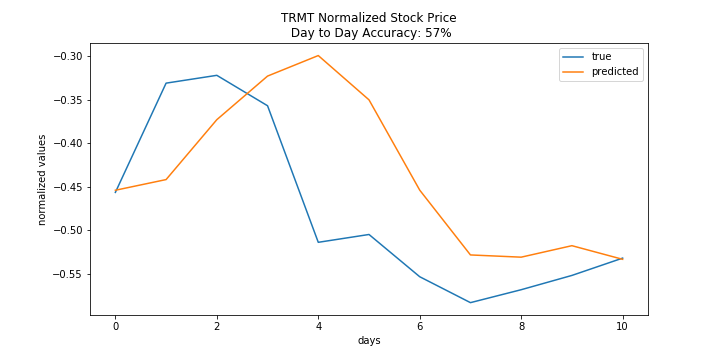 TRMT Normalized Stock Price
Day to Day Accuracy: 57%
true
predicted
normalized values
−0.30
−0.35
−0.40
−0.45
−0.50
−0.55
0
2
4
6
8
10
days